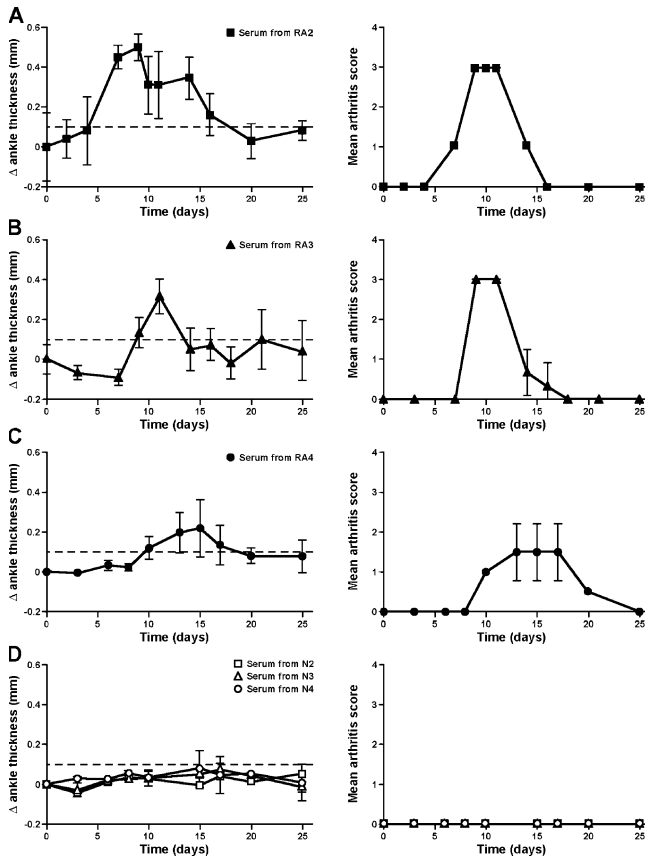 A
Δ ankle thickness (mm)
0.6
0.4
0.2
0
-0.2
0 5 10 15 20 25
Time (days)
Serum from RA2
Mean arthritis score
4
3
2
1
0
0 5 10 15 20 25
Time (days)
B
Δ ankle thickness (mm)
0.6
0.4
0.2
0
-0.2
0 5 10 15 20 25
Time (days)
Serum from RA3
Mean arthritis score
4
3
2
1
0
0 5 10 15 20 25
Time (days)
C
Δ ankle thickness (mm)
0.6
0.4
0.2
0
-0.2
0 5 10 15 20 25
Time (days)
Serum from RA4
Mean arthritis score
4
3
2
1
0
0 5 10 15 20 25
Time (days)
D
Δ ankle thickness (mm)
0.6
0.4
0.2
0
-0.2
0 5 10 15 20 25
Time (days)
Serum from N2
Serum from N3
Serum from N4
Mean arthritis score
4
3
2
1
0
0 5 10 15 20 25
Time (days)